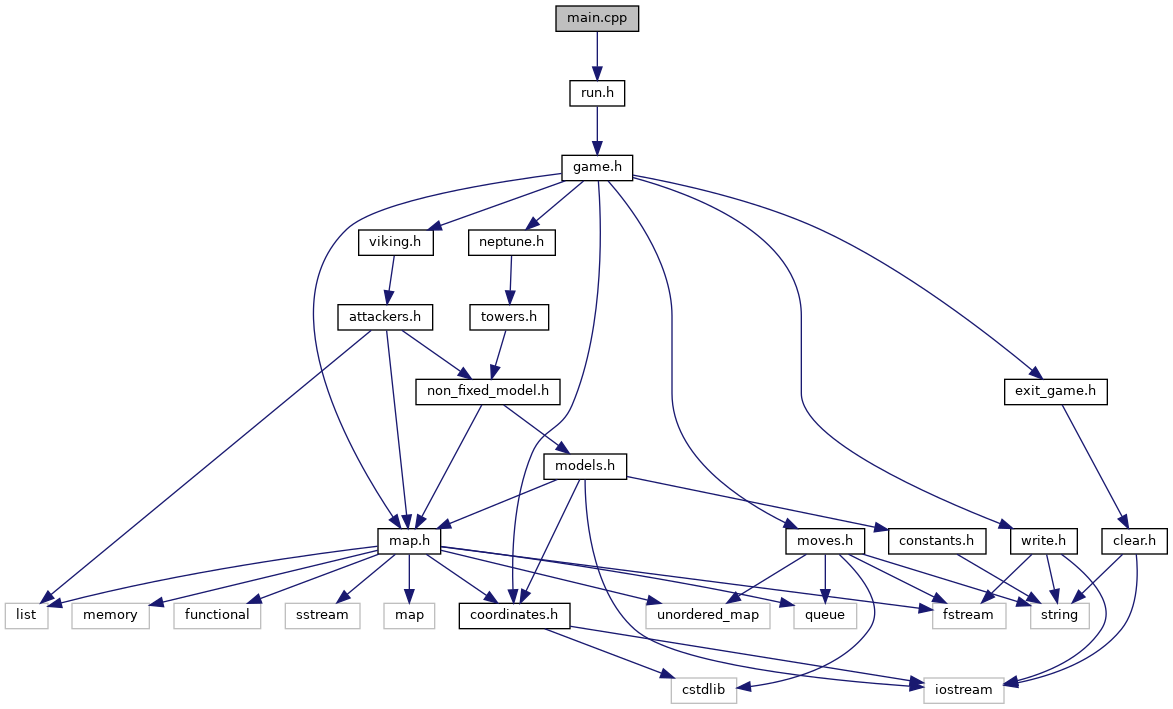 main.cpp
run.h
game.h
viking.h
neptune.h
attackers.h
towers.h
non_fixed_model.h
exit_game.h
models.h
map.h
moves.h
constants.h
write.h
clear.h
list
memory
functional
sstream
map
coordinates.h
unordered_map
queue
fstream
string
cstdlib
iostream